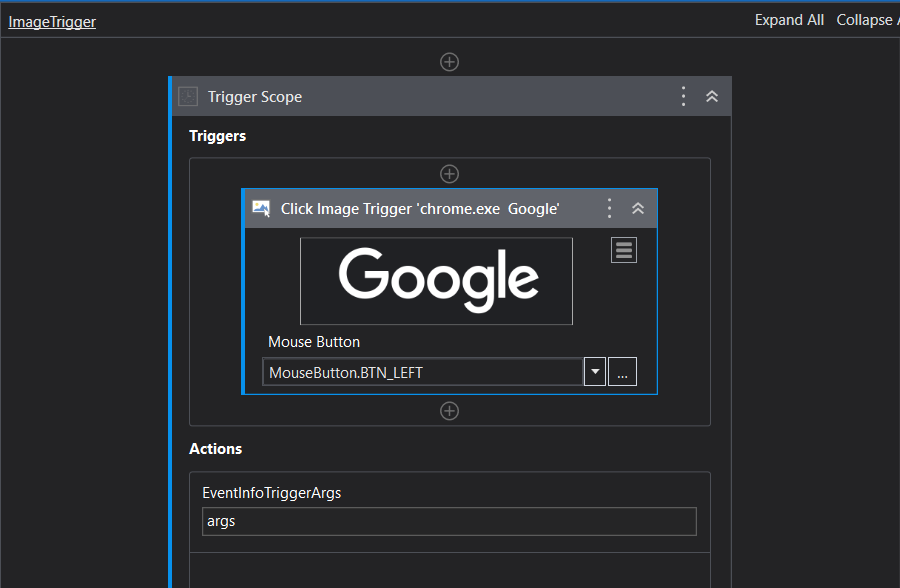 ImageTrigger
Expand All Collapse
Trigger Scope
Triggers
Click Image Trigger 'chrome.exe Google'
Google
Mouse Button
MouseButton.BTN_LEFT
...
Actions
EventInfoTriggerArgs
args